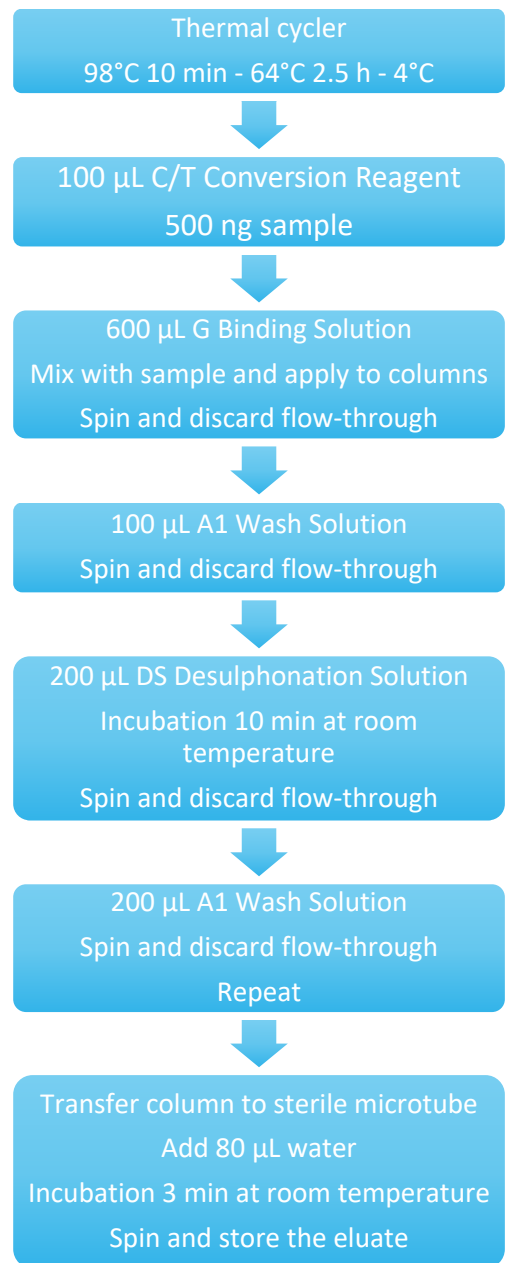 Thermal cycler
98°C 10 min - 64°C 2.5 h - 4°C
100 µL C/T Conversion Reagent
500 ng sample
600 µL G Binding Solution
Mix with sample and apply to columns
Spin and discard flow-through
100 µL A1 Wash Solution
Spin and discard flow-through
200 µL DS Desulphonation Solution
Incubation 10 min at room
temperature
Spin and discard flow-through
200 µL A1 Wash Solution
Spin and discard flow-through
Repeat
Transfer column to sterile microtube
Add 80 µL water
Incubation 3 min at room temperature
Spin and store the eluate